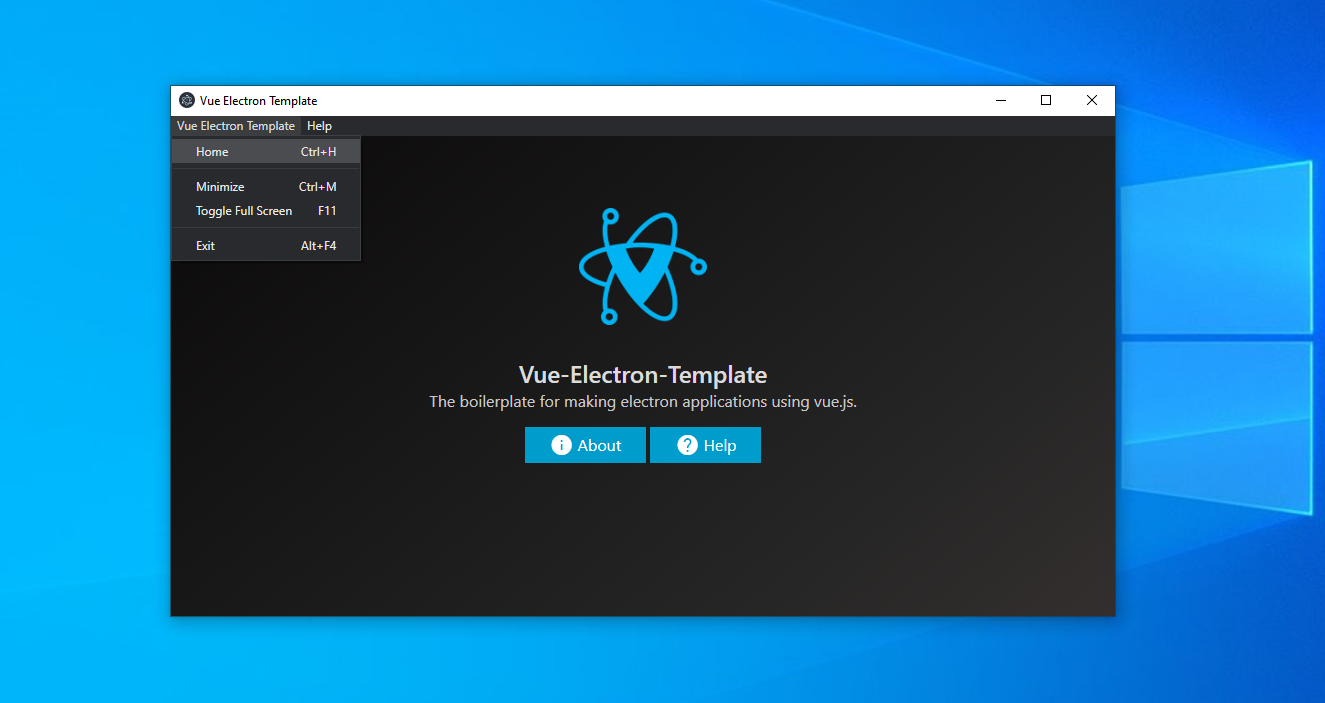 Vue Electron Template
Vue Electron Template Help
Home Ctrl+H
Minimize Ctrl+M
Toggle Full Screen F11
Exit Alt+F4
Vue-Electron-Template
The boilerplate for making electron applications using vue.js.
About Help